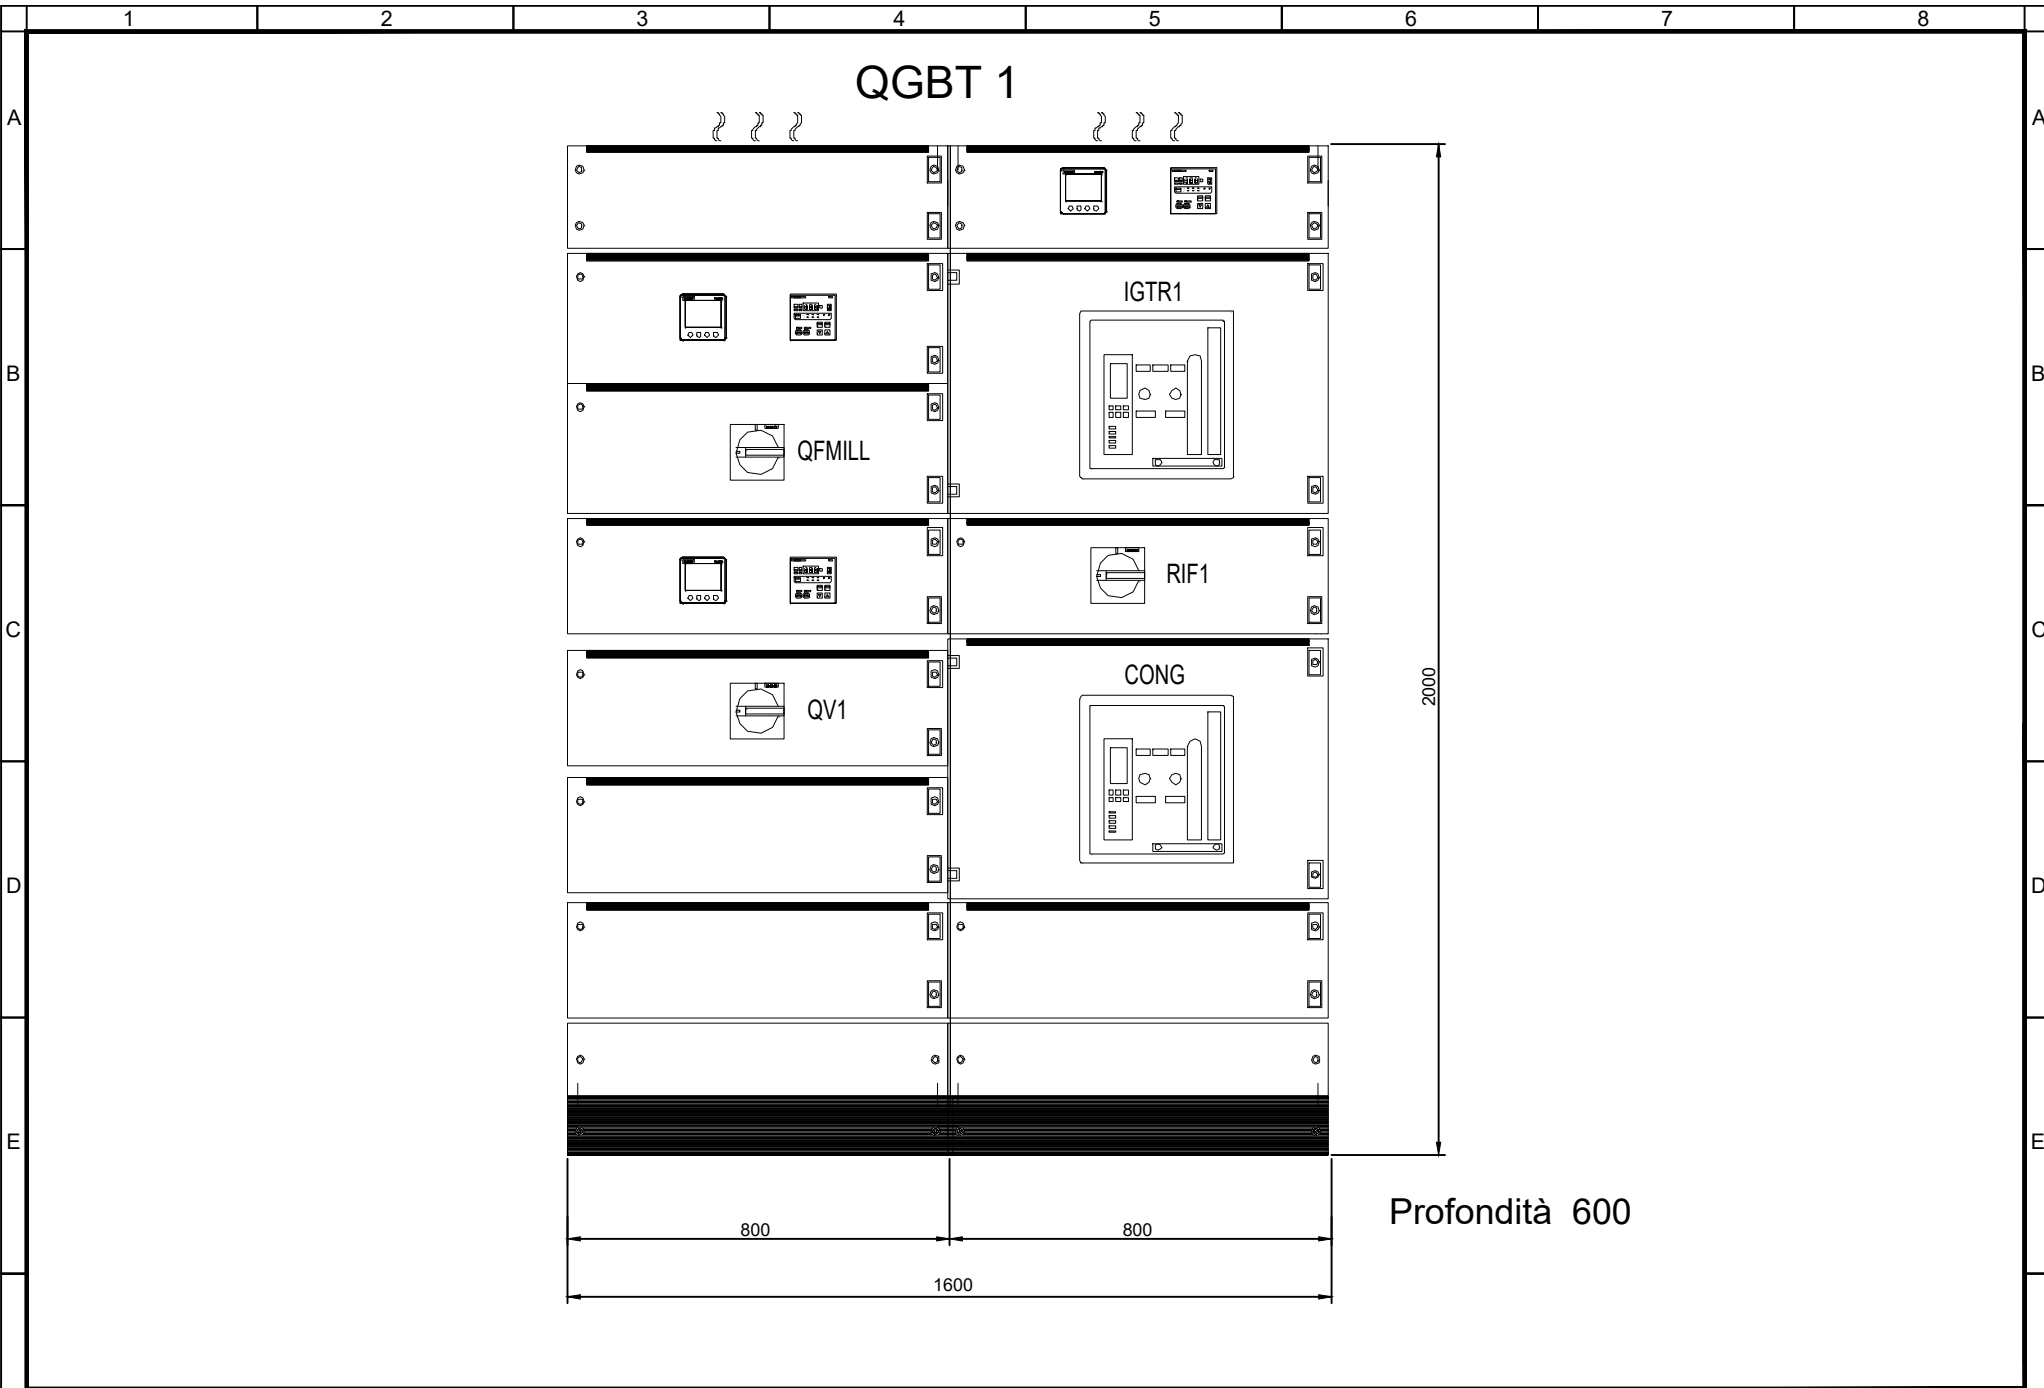 1 2 3 4 5 6 7 8
QGBT 1
A A
IGTR1
B B
QFMILL
RIF1
C C
CONG
2000
QV1
D D
E E
Profondità 600
800 800
1600